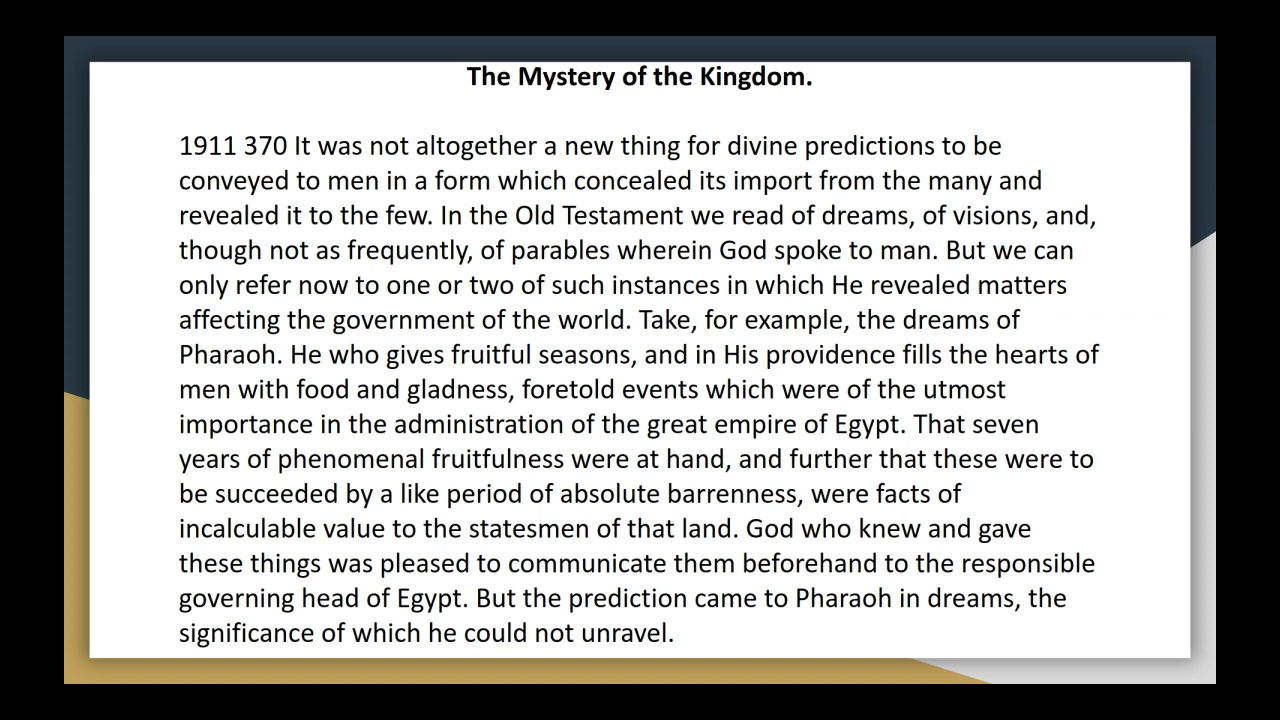 The Mystery of the Kingdom.
1911 370 It was not altogether a new thing for divine predictions to be
conveyed to men in a form which concealed its import from the many and
revealed it to the few. In the Old Testament we read of dreams, of visions, and,
though not as frequently, of parables wherein God spoke to man. But we can
only refer now to one or two of such instances in which He revealed matters
affecting the government of the world. Take, for example, the dreams of
Pharaoh. He who gives fruitful seasons, and in His providence fills the hearts of
men with food and gladness, foretold events which were of the utmost
importance in the administration of the great empire of Egypt. That seven
years of phenomenal fruitfulness were at hand, and further that these were to
be succeeded by a like period of absolute barrenness, were facts of
incalculable value to the statesmen of that land. God who knew and gave
these things was pleased to communicate them beforehand to the responsible
governing head of Egypt. But the prediction came to Pharaoh in dreams, the
significance of which he could not unravel.